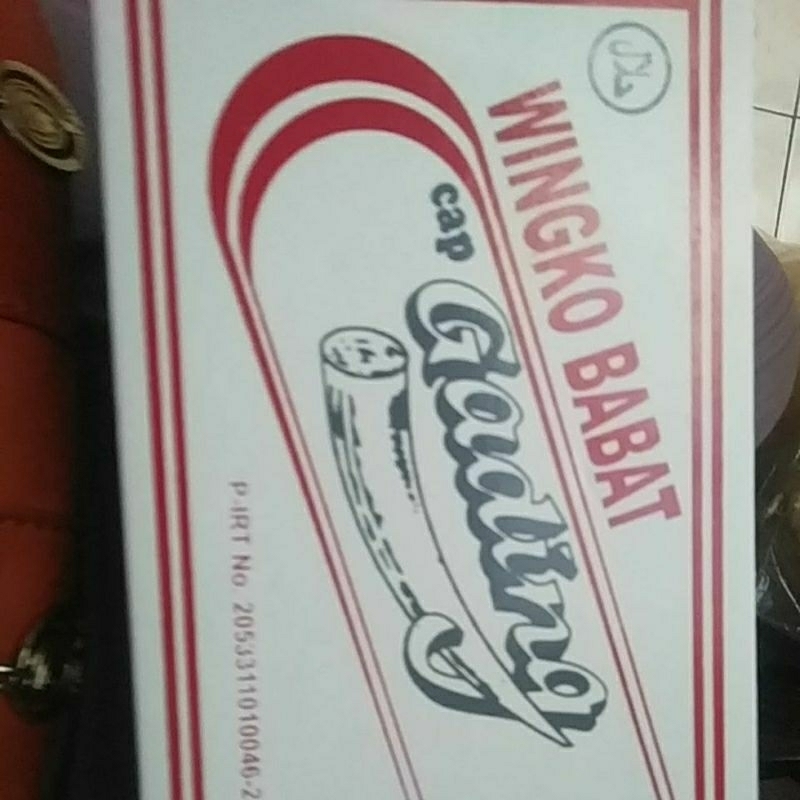 WINGKO BABAT
cap
Gading
P-IRT No. 2053311010046-2